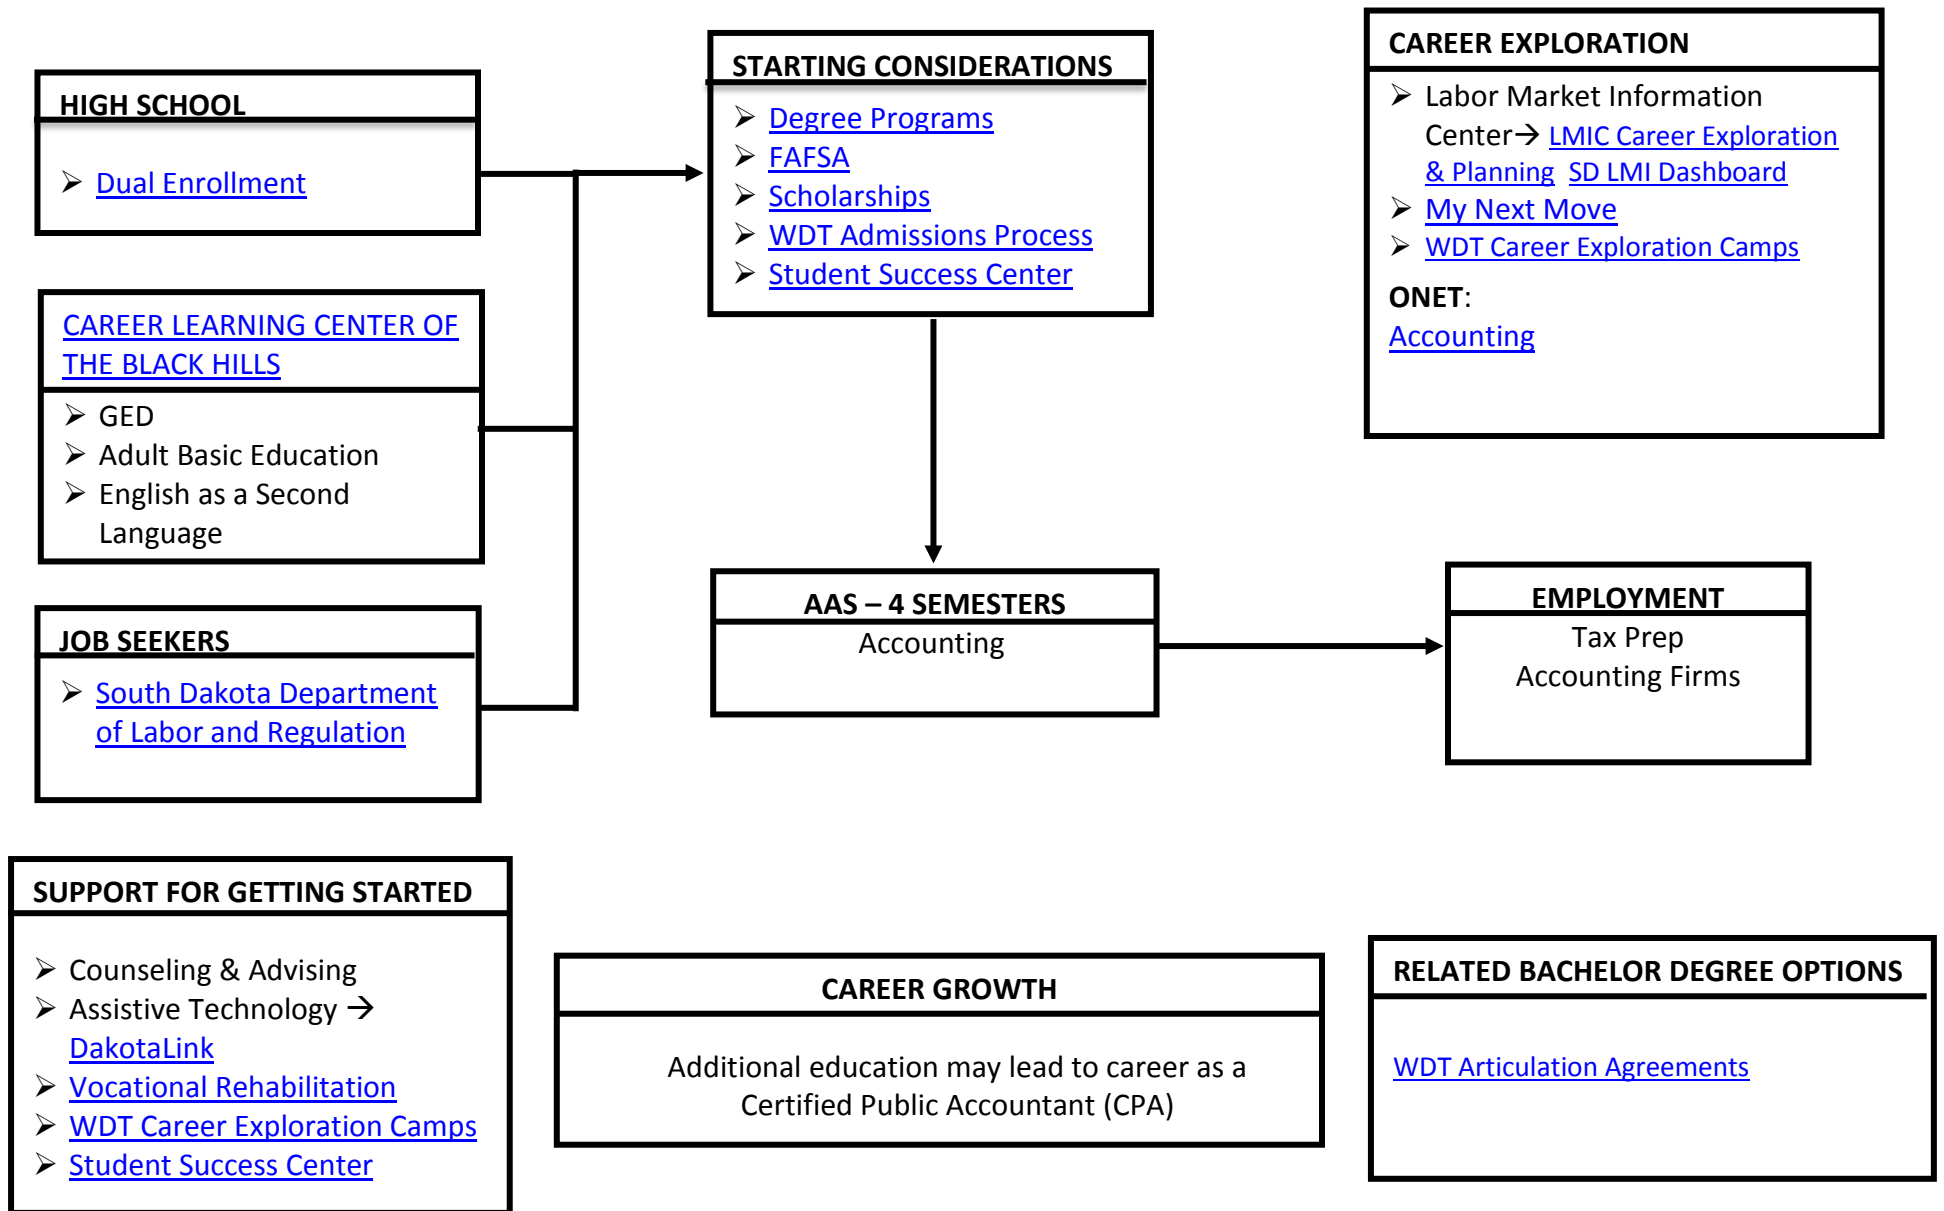 HIGH SCHOOL
➢ Dual Enrollment
CAREER LEARNING CENTER OF
THE BLACK HILLS
➢ GED
➢ Adult Basic Education
➢ English as a Second
Language
JOB SEEKERS
➢ South Dakota Department
of Labor and Regulation
STARTING CONSIDERATIONS
➢ Degree Programs
➢ FAFSA
➢ Scholarships
➢ WDT Admissions Process
➢ Student Success Center
CAREER EXPLORATION
➢ Labor Market Information
Center→ LMIC Career Exploration
& Planning SD LMI Dashboard
➢ My Next Move
➢ WDT Career Exploration Camps
ONET:
Accounting
AAS – 4 SEMESTERS
Accounting
EMPLOYMENT
Tax Prep
Accounting Firms
SUPPORT FOR GETTING STARTED
➢ Counseling & Advising
➢ Assistive Technology →
DakotaLink
➢ Vocational Rehabilitation
➢ WDT Career Exploration Camps
➢ Student Success Center
CAREER GROWTH
Additional education may lead to career as a
Certified Public Accountant (CPA)
RELATED BACHELOR DEGREE OPTIONS
WDT Articulation Agreements